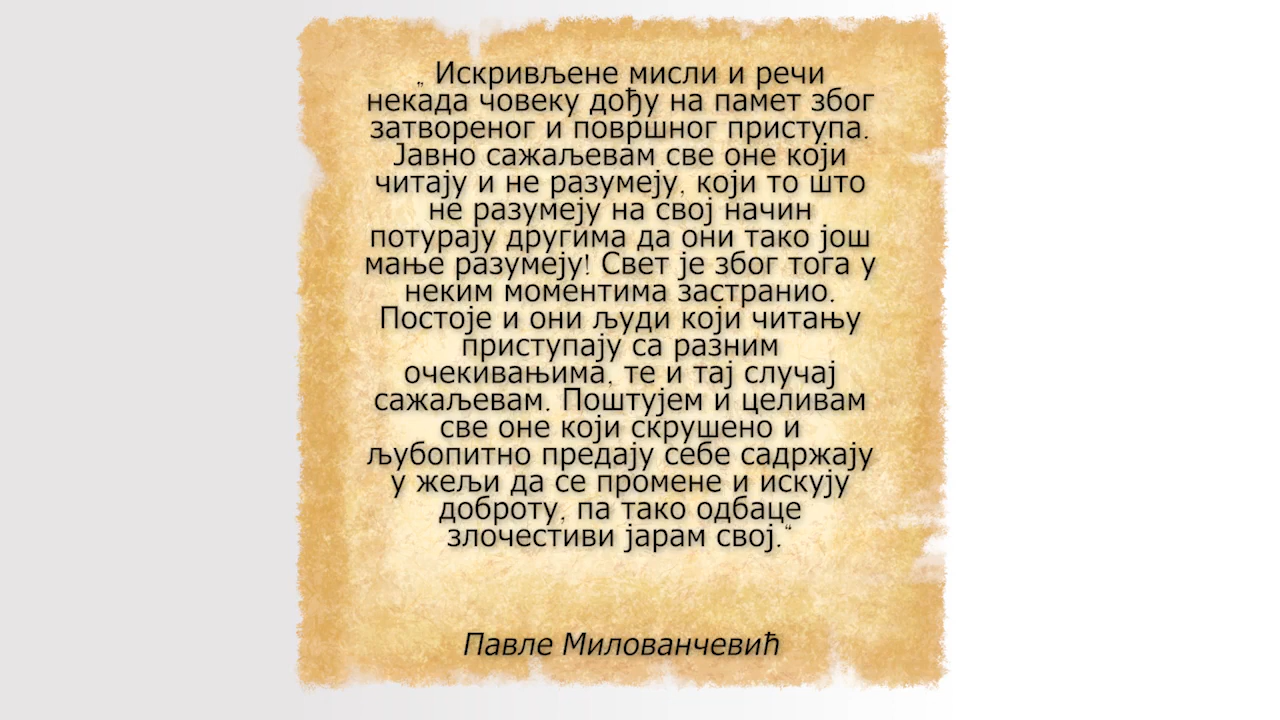 „ Искривљене мисли и речи
некада човеку дођу на памет због
затвореног и површног приступа.
Јавно сажаљевам све оне који
читају и не разумеју, који то што
не разумеју на свој начин
потурају другима да они тако још
мање разумеју! Свет је због тога у
неким моментима застранио.
Постоје и они људи који читању
приступају са разним
очекивањима, те и тај случај
сажаљевам. Поштујем и целивам
све оне који скрушено и
љубопитно предају себе садржају
у жељи да се промене и искују
доброту, па тако одбаце
злочестиви јарам свој.“
Павле Миловaнчевић